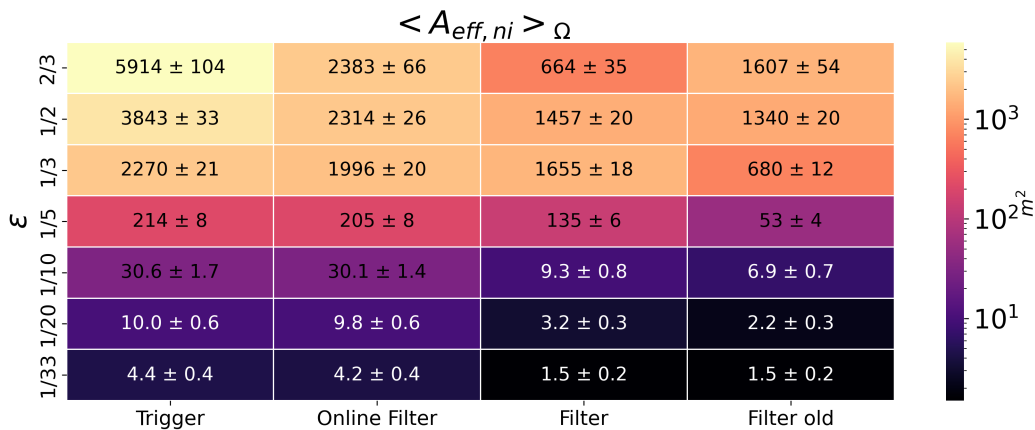 < A_eff, ni >_Ω
2/3 5914 ± 104 2383 ± 66 664 ± 35 1607 ± 54
1/2 3843 ± 33 2314 ± 26 1457 ± 20 1340 ± 20 10³
1/3 2270 ± 21 1996 ± 20 1655 ± 18 680 ± 12
ε 1/5 214 ± 8 205 ± 8 135 ± 6 53 ± 4 10² m²
1/10 30.6 ± 1.7 30.1 ± 1.4 9.3 ± 0.8 6.9 ± 0.7
1/20 10.0 ± 0.6 9.8 ± 0.6 3.2 ± 0.3 2.2 ± 0.3 10¹
1/33 4.4 ± 0.4 4.2 ± 0.4 1.5 ± 0.2 1.5 ± 0.2
Trigger Online Filter Filter Filter old